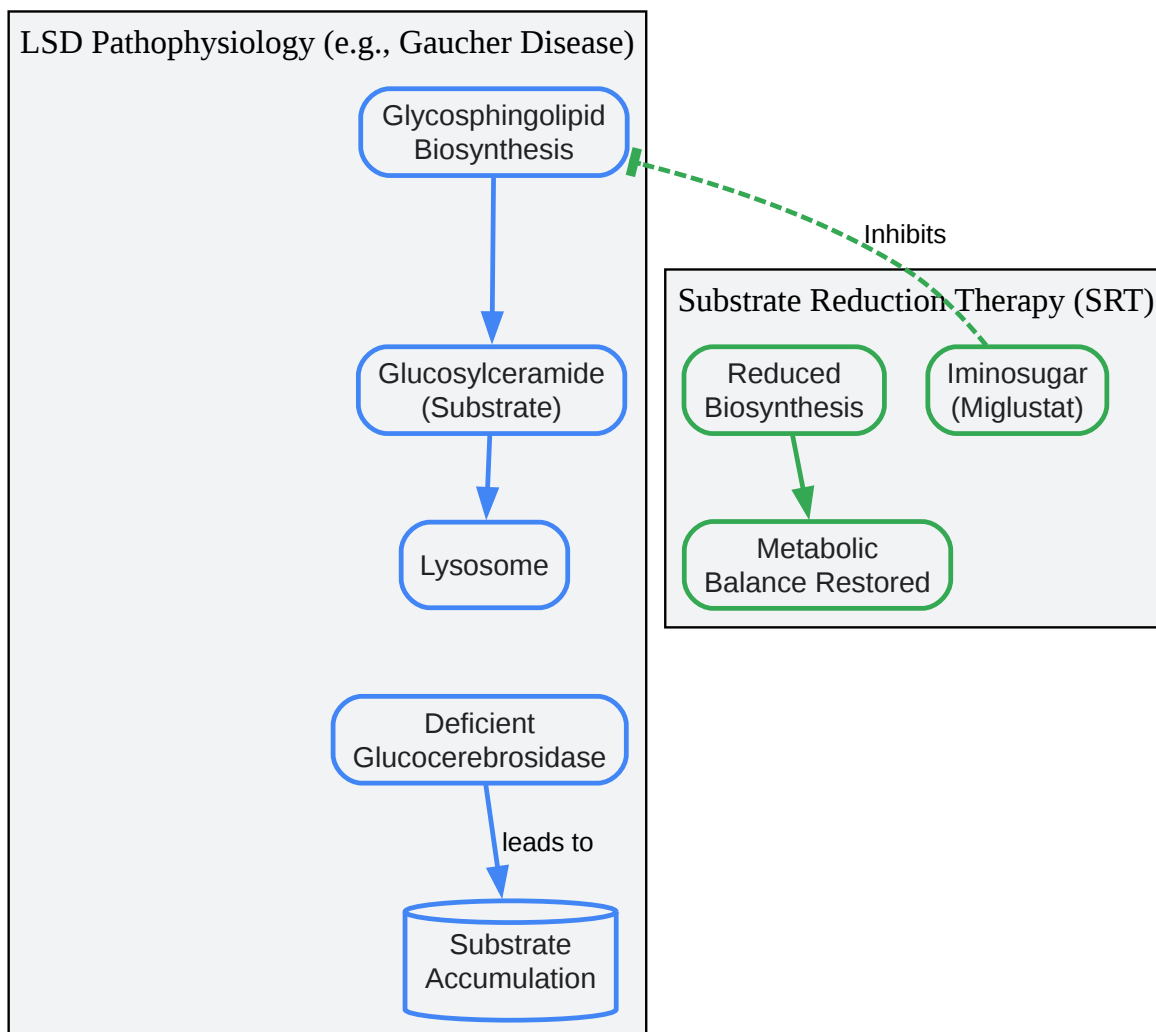 LSD Pathophysiology (e.g., Gaucher Disease)
Glycosphingolipid
Biosynthesis
Inhibits
Substrate Reduction Therapy (SRT)
Glucosylceramide
(Substrate)
Reduced
Biosynthesis
Iminosugar
(Miglustat)
Lysosome
Metabolic
Balance Restored
Deficient
Glucocerebrosidase
leads to
Substrate
Accumulation